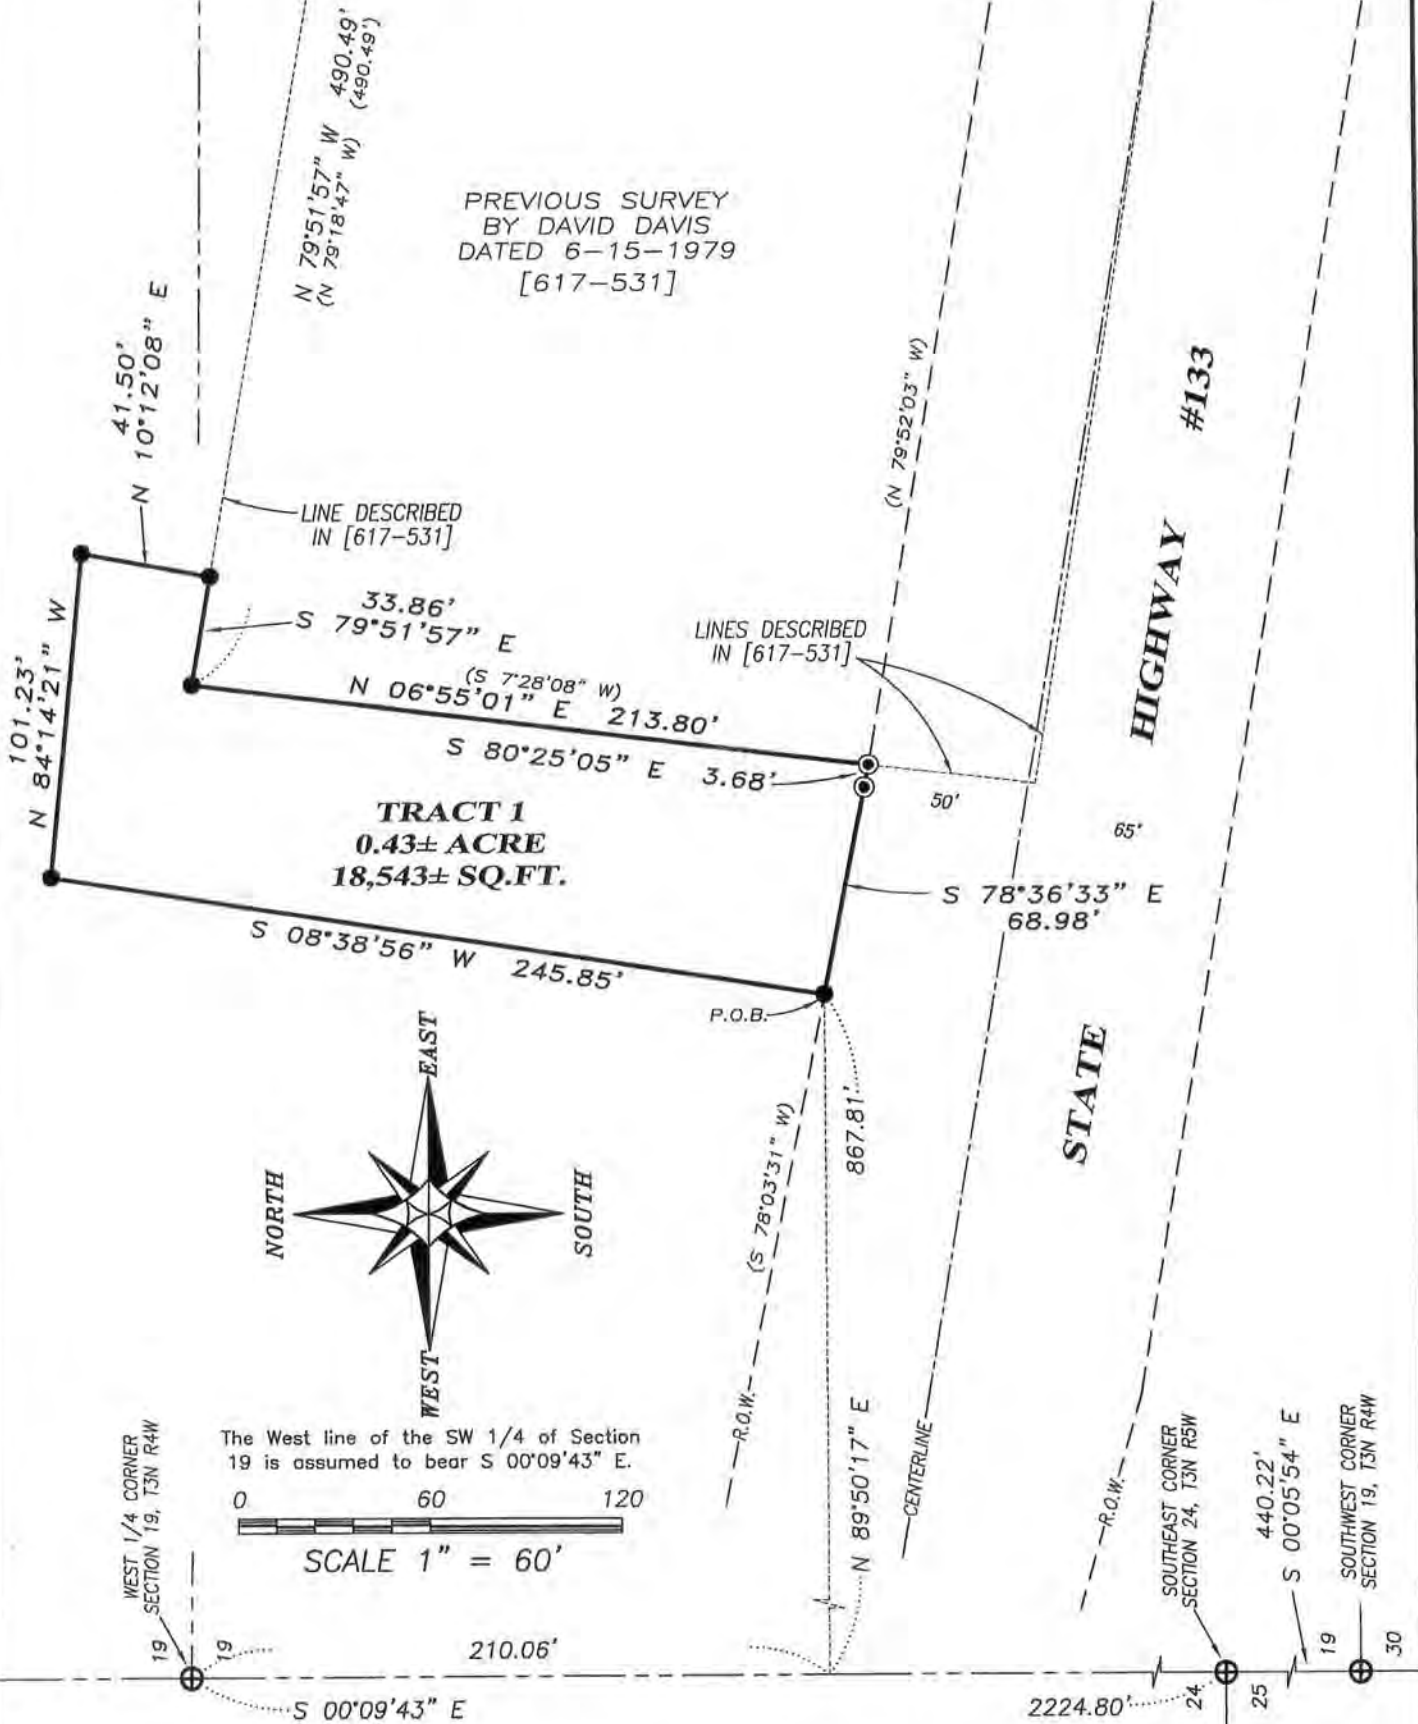 N 79°51'57" W 490.49'
(N 79°18'47" W) (490.49')
PREVIOUS SURVEY
BY DAVID DAVIS
DATED 6-15-1979
[617-531]
41.50'
N 10°12'08" E
(N 79°52'03" W)
#133
HIGHWAY
STATE
LINE DESCRIBED
IN [617-531]
33.86'
S 79°51'57" E
LINES DESCRIBED
IN [617-531]
(S 7°28'08" W)
N 06°55'01" E 213.80'
S 80°25'05" E 3.68'
101.23'
N 84°14'21" W
50'
65'
TRACT 1
0.43± ACRE
18,543± SQ.FT.
S 78°36'33" E
68.98'
S 08°38'56" W 245.85'
P.O.B.
867.81'
(S 78°03'31" W)
EAST
NORTH
SOUTH
WEST
R.O.W.
N 89°50'17" E
CENTERLINE
R.O.W.
The West line of the SW 1/4 of Section
19 is assumed to bear S 00°09'43" E.
0 60 120
SCALE 1" = 60'
WEST 1/4 CORNER
SECTION 19, T3N R4W
SOUTHEAST CORNER
SECTION 24, T3N R5W
440.22'
S 00°05'54" E
SOUTHWEST CORNER
SECTION 19, T3N R4W
19
19
210.06'
19
30
S 00°09'43" E
2224.80'
24
25